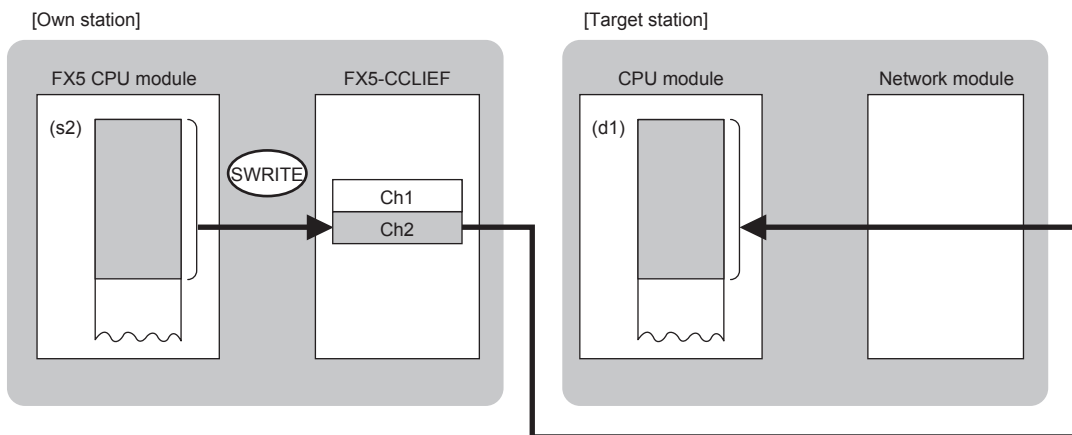 [Own station]
[Target station]
FX5 CPU module
FX5-CCLIEF
CPU module
Network module
(s2)
(d1)
SWRITE
Ch1
Ch2